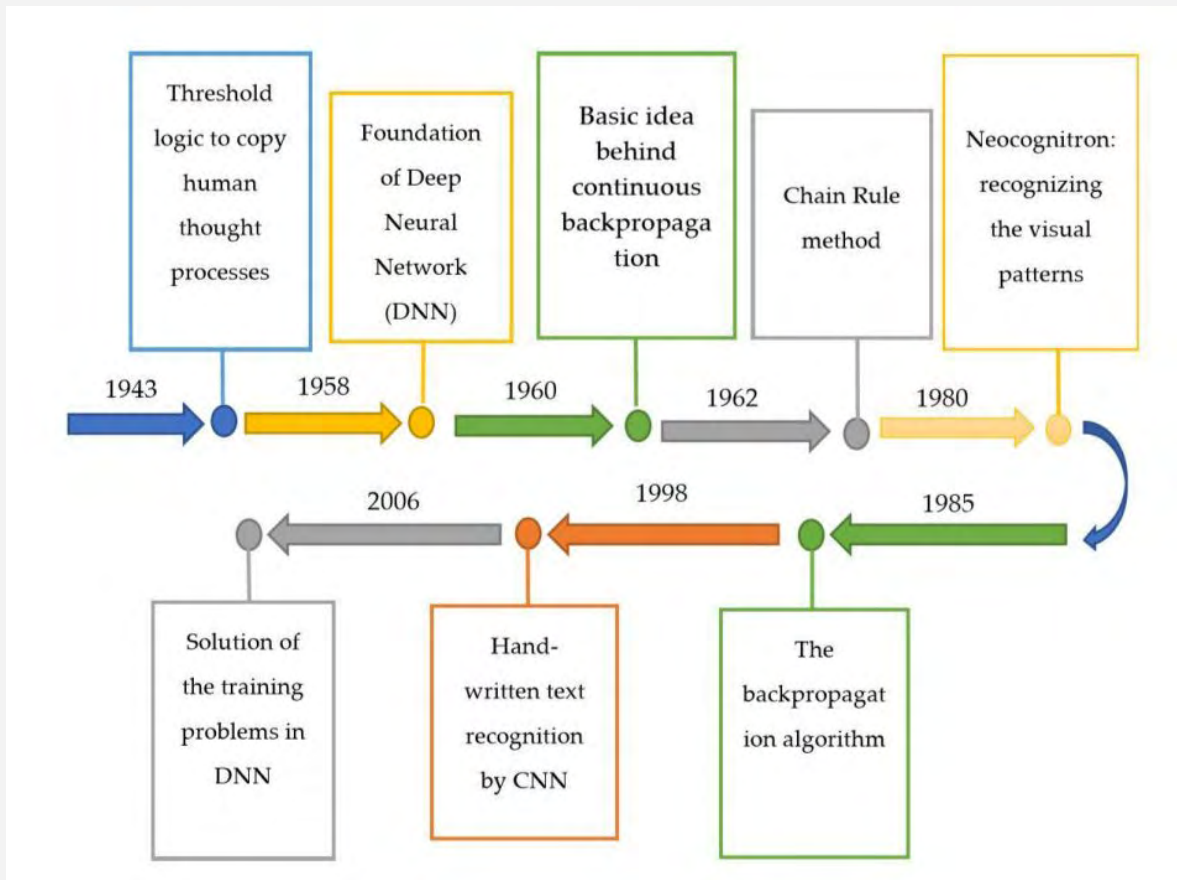 Threshold
logic to copy
human
thought
processes
Foundation
of Deep
Neural
Network
(DNN)
Basic idea
behind
continuous
backpropaga
tion
Chain Rule
method
Neocognitron:
recognizing
the visual
patterns
1943
1958
1960
1962
1980
1985
1998
2006
The
backpropagat
ion algorithm
Hand-
written text
recognition
by CNN
Solution of
the training
problems in
DNN